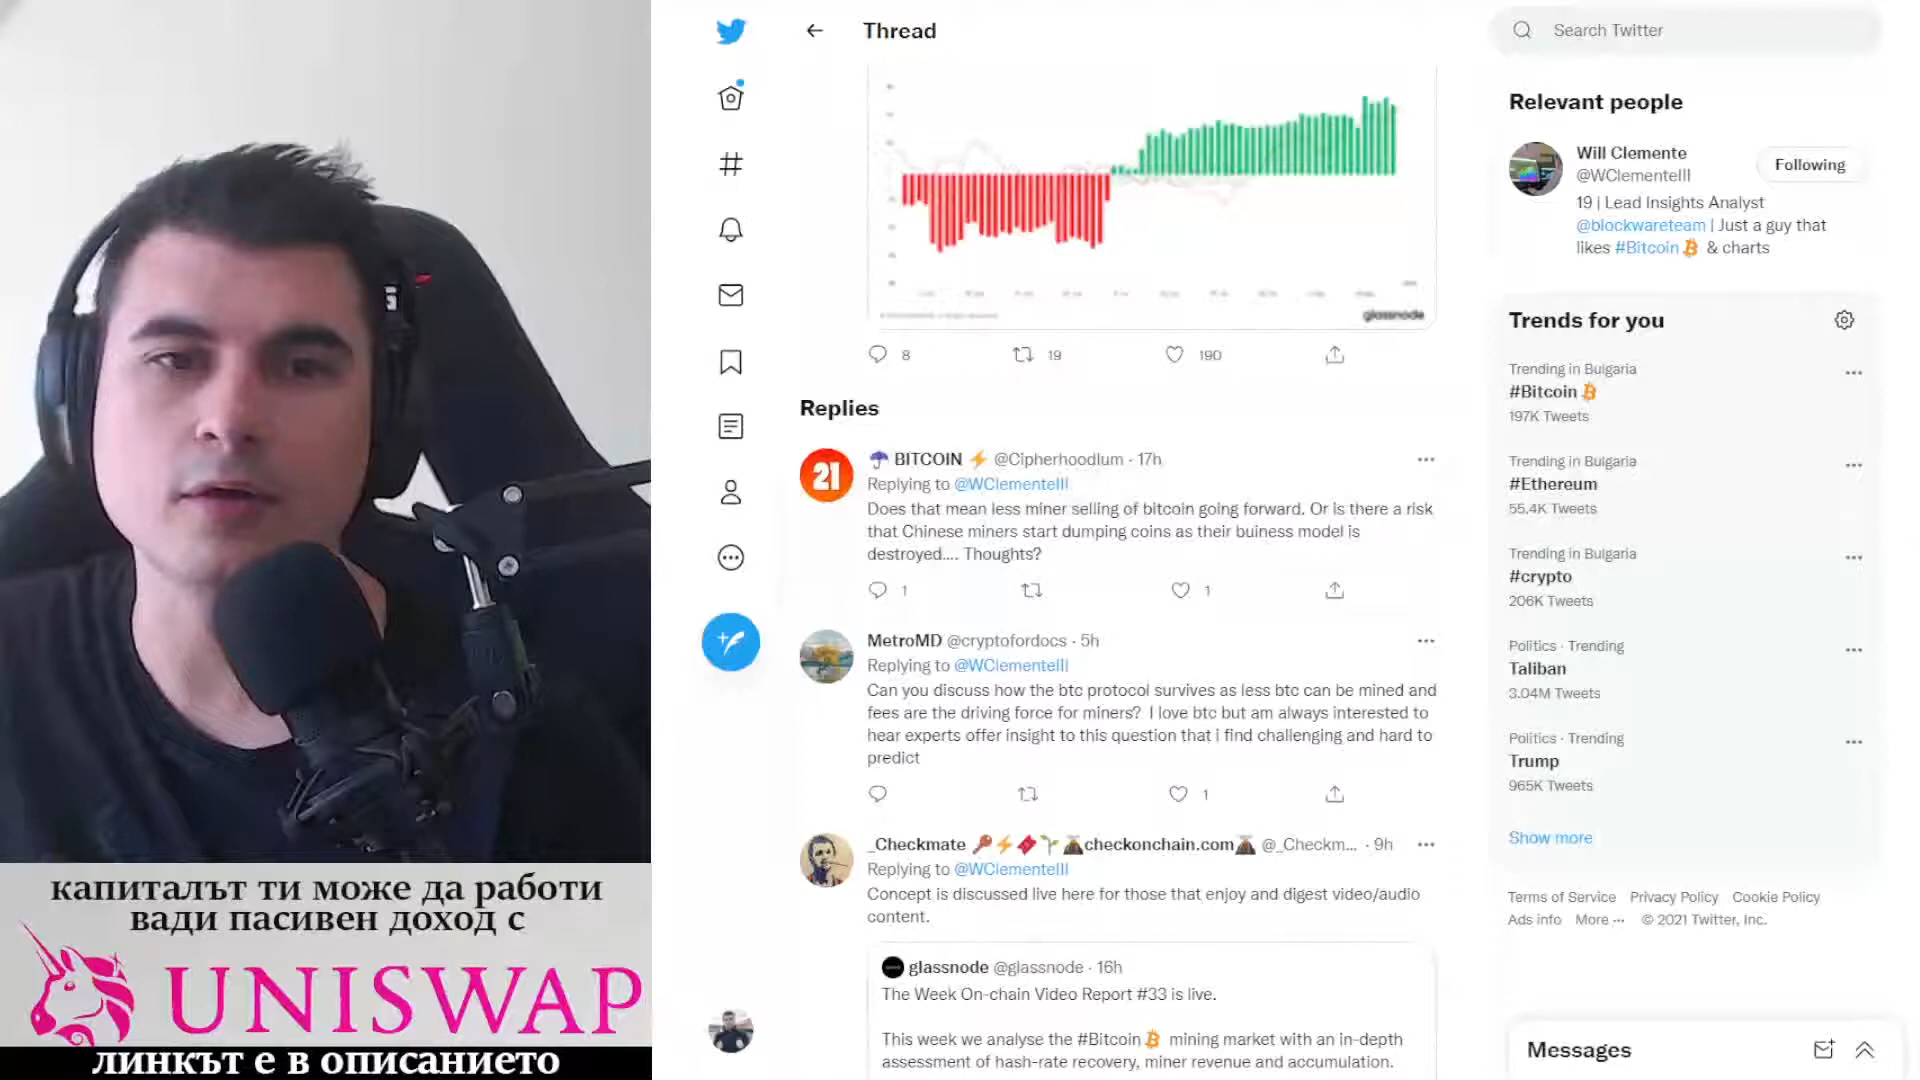 Thread
Search Twitter
glassnode
8
19
190
Replies
BITCOIN @Cipherhoodlum · 17h
Replying to @WClementeIII
Does that mean less miner selling of bitcoin going forward. Or is there a risk
that Chinese miners start dumping coins as their buiness model is
destroyed.... Thoughts?
1
1
MetroMD @cryptofordocs · 5h
Replying to @WClementeIII
Can you discuss how the btc protocol survives as less btc can be mined and
fees are the driving force for miners? I love btc but am always interested to
hear experts offer insight to this question that i find challenging and hard to
predict
1
_Checkmate checkonchain.com @_Checkm... · 9h
Replying to @WClementeIII
Concept is discussed live here for those that enjoy and digest video/audio
content.
glassnode @glassnode · 16h
The Week On-chain Video Report #33 is live.
This week we analyse the #Bitcoin mining market with an in-depth
assessment of hash-rate recovery, miner revenue and accumulation.
21
Relevant people
Will Clemente
@WClementeIII
Following
19 | Lead Insights Analyst
@blockwareteam | Just a guy that
likes #Bitcoin & charts
Trends for you
Trending in Bulgaria
#Bitcoin
197K Tweets
Trending in Bulgaria
#Ethereum
55.4K Tweets
Trending in Bulgaria
#crypto
206K Tweets
Politics · Trending
Taliban
3.04M Tweets
Politics · Trending
Trump
965K Tweets
Show more
Terms of Service Privacy Policy Cookie Policy
Ads info More ··· © 2021 Twitter, Inc.
Messages
капиталът ти може да работи
вади пасивен доход с
UNISWAP
линкът е в описанието